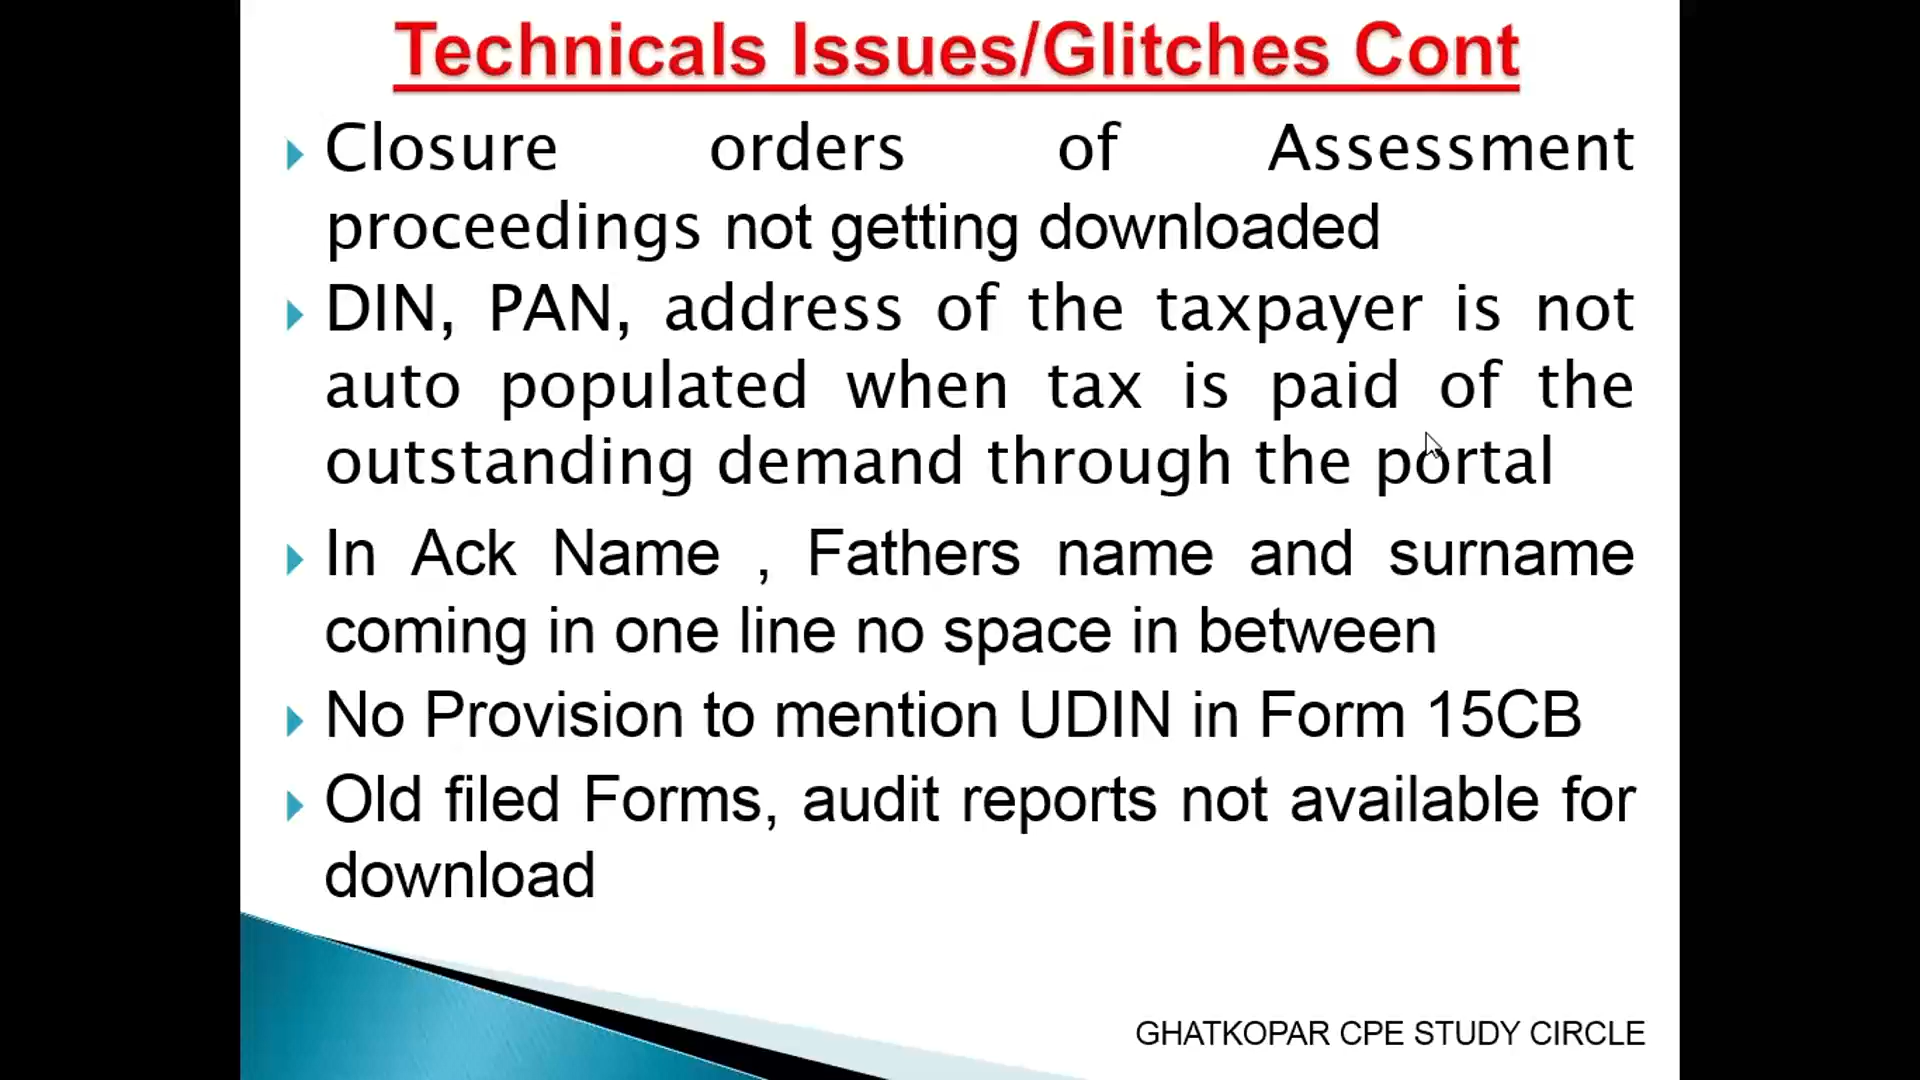 Technicals Issues/Glitches Cont
Closure orders of Assessment
proceedings not getting downloaded
DIN, PAN, address of the taxpayer is not
auto populated when tax is paid of the
outstanding demand through the portal
In Ack Name , Fathers name and surname
coming in one line no space in between
No Provision to mention UDIN in Form 15CB
Old filed Forms, audit reports not available for
download
GHATKOPAR CPE STUDY CIRCLE